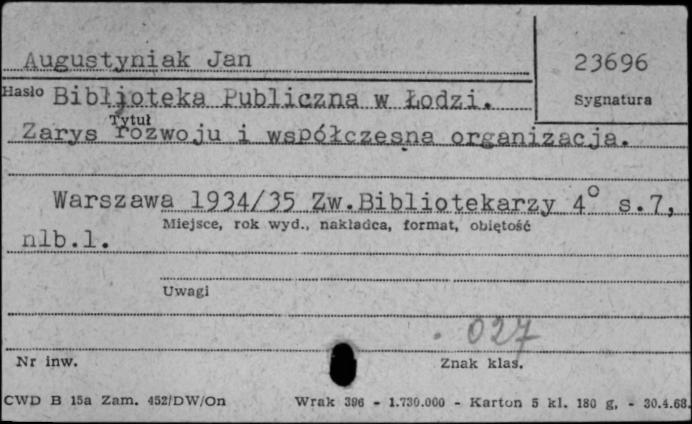 Augustyniak Jan
23696
Hasło Biblioteka Publiczna w Łodzi.
Sygnatura
Tytuł
Zarys rozwoju i współczesna organizacja.
Warszawa 1934/35 Zw.Bibliotekarzy 4° s.7,
Miejsce, rok wyd., nakładca, format, objętość
nlb.1.
Uwagi
027
Nr inw.
Znak klas.
CWD B 15a Zam. 452/DW/On Wrak 396 - 1.730.000 - Karton 5 kl. 180 g. - 30.4.68.